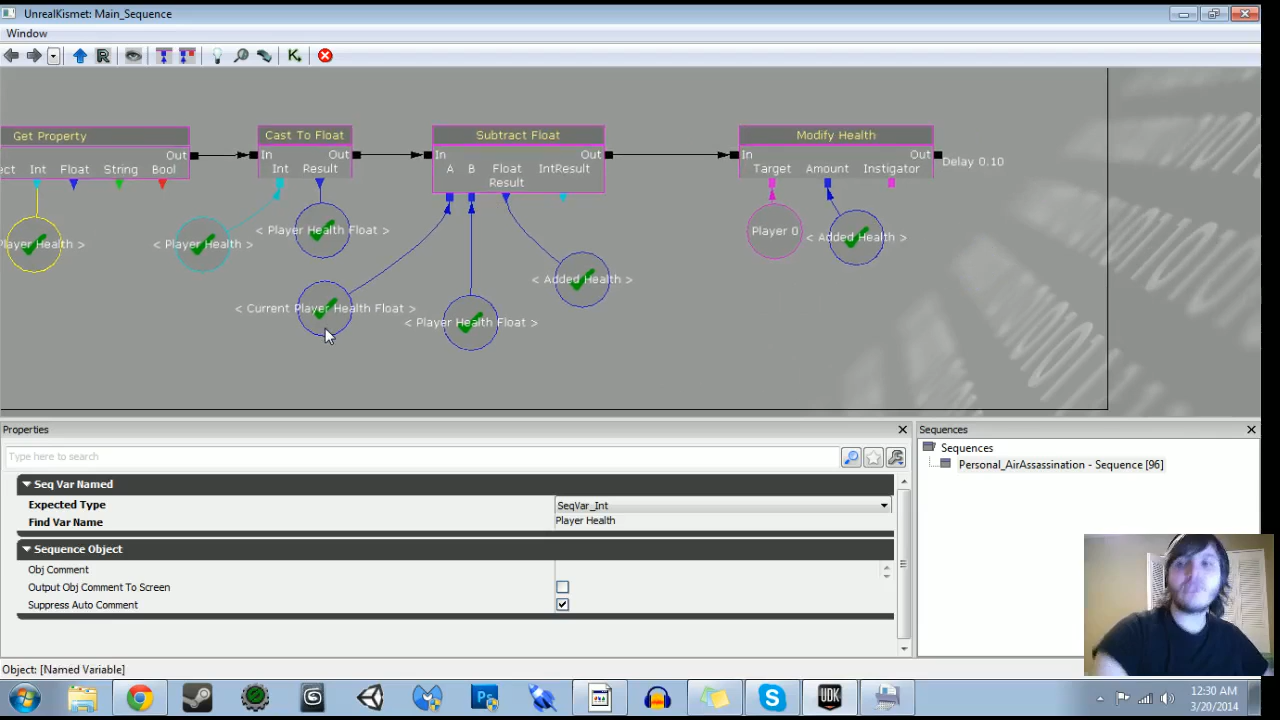 UnrealKismet: Main_Sequence
Window
Get Property
Cast To Float
Subtract Float
Modify Health
Out
In Out
In Out
In Out
Delay 0.10
Int Float String Bool
Int Result
A B Float Result IntResult
Target Amount Instigator
< Player Health >
< Player Health Float >
Player 0
< Added Health >
< Added Health >
< Current Player Health Float >
< Player Health Float >
Properties
Sequences
Type here to search
Sequences
Personal_AirAssassination - Sequence [96]
Seq Var Named
Expected Type SeqVar_Int
Find Var Name Player Health
Sequence Object
Obj Comment
Output Obj Comment To Screen
Suppress Auto Comment
Object: [Named Variable]
12:30 AM
3/20/2014